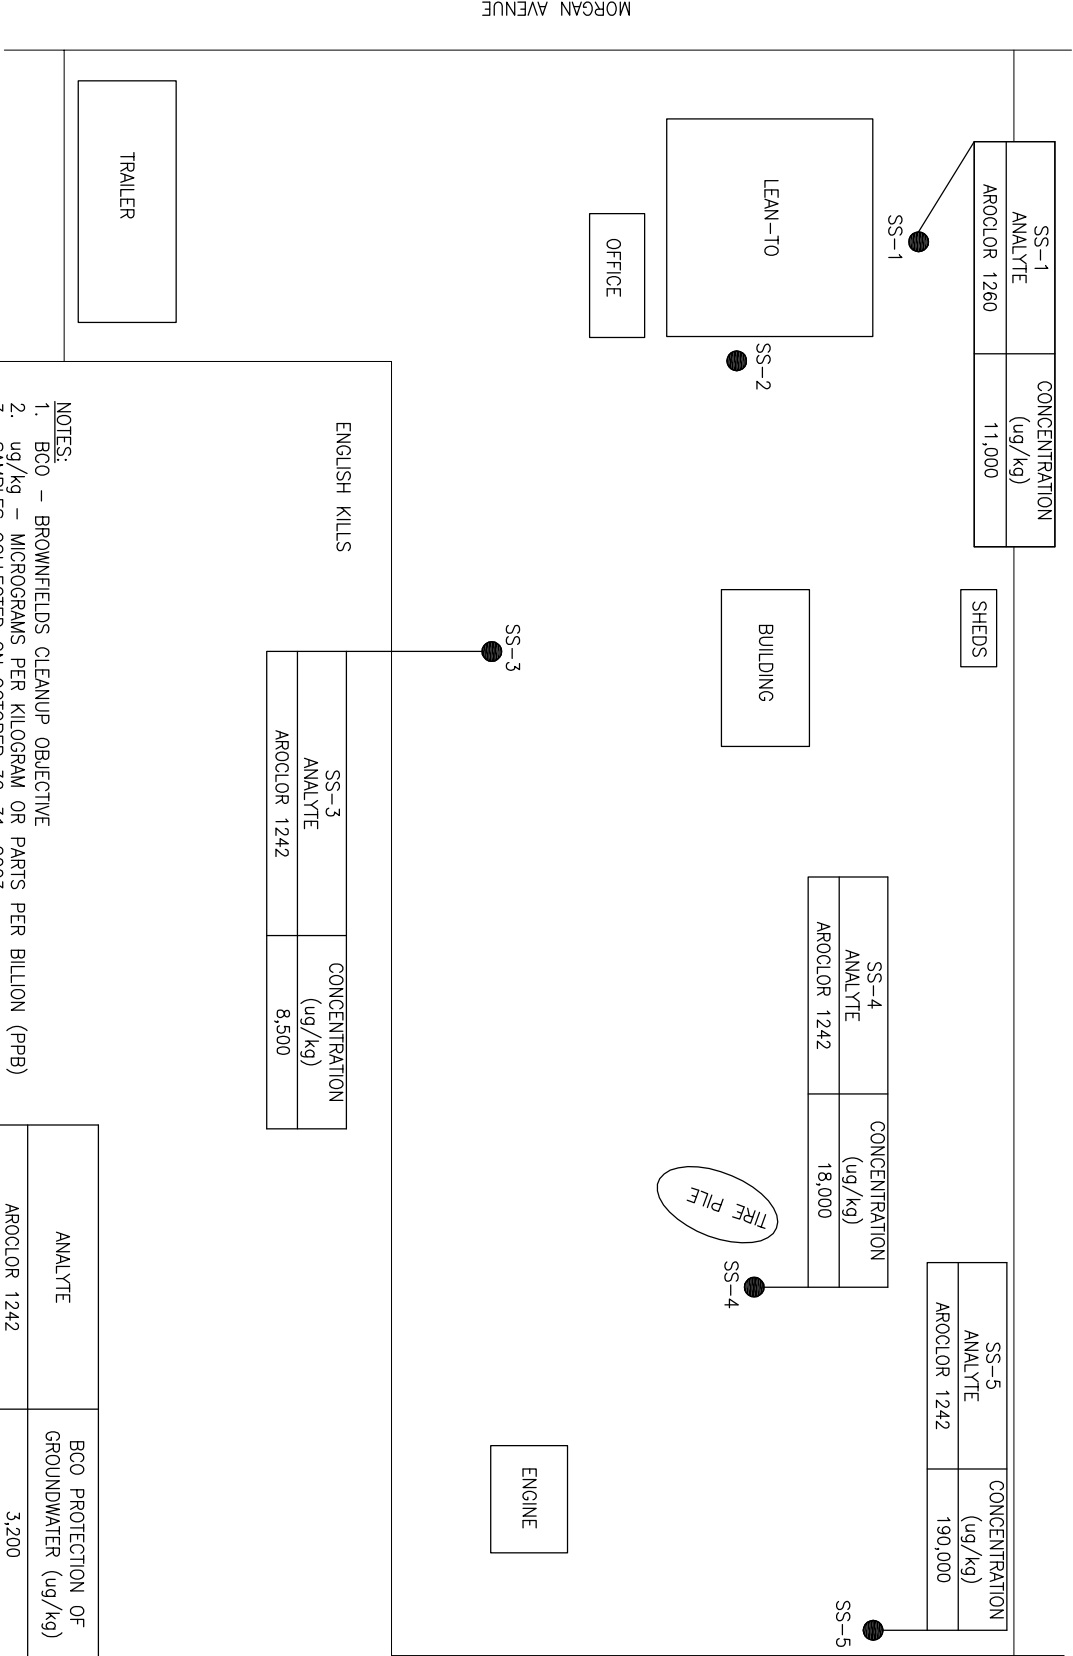 MORGAN AVENUE
SS-1
ANALYTE
CONCENTRATION
(ug/kg)
AROCLOR 1260
11,000
SS-1
LEAN-TO
OFFICE
TRAILER
SS-2
SHEDS
BUILDING
ENGLISH KILLS
SS-3
SS-3
ANALYTE
CONCENTRATION
(ug/kg)
AROCLOR 1242
8,500
SS-4
ANALYTE
CONCENTRATION
(ug/kg)
AROCLOR 1242
18,000
TIRE PILE
SS-4
SS-5
ANALYTE
CONCENTRATION
(ug/kg)
AROCLOR 1242
190,000
SS-5
ENGINE
NOTES:
1. BCO - BROWNFIELDS CLEANUP OBJECTIVE
2. ug/kg - MICROGRAMS PER KILOGRAM OR PARTS PER BILLION (PPB)
ANALYTE
BCO PROTECTION OF
GROUNDWATER (ug/kg)
AROCLOR 1242
3,200